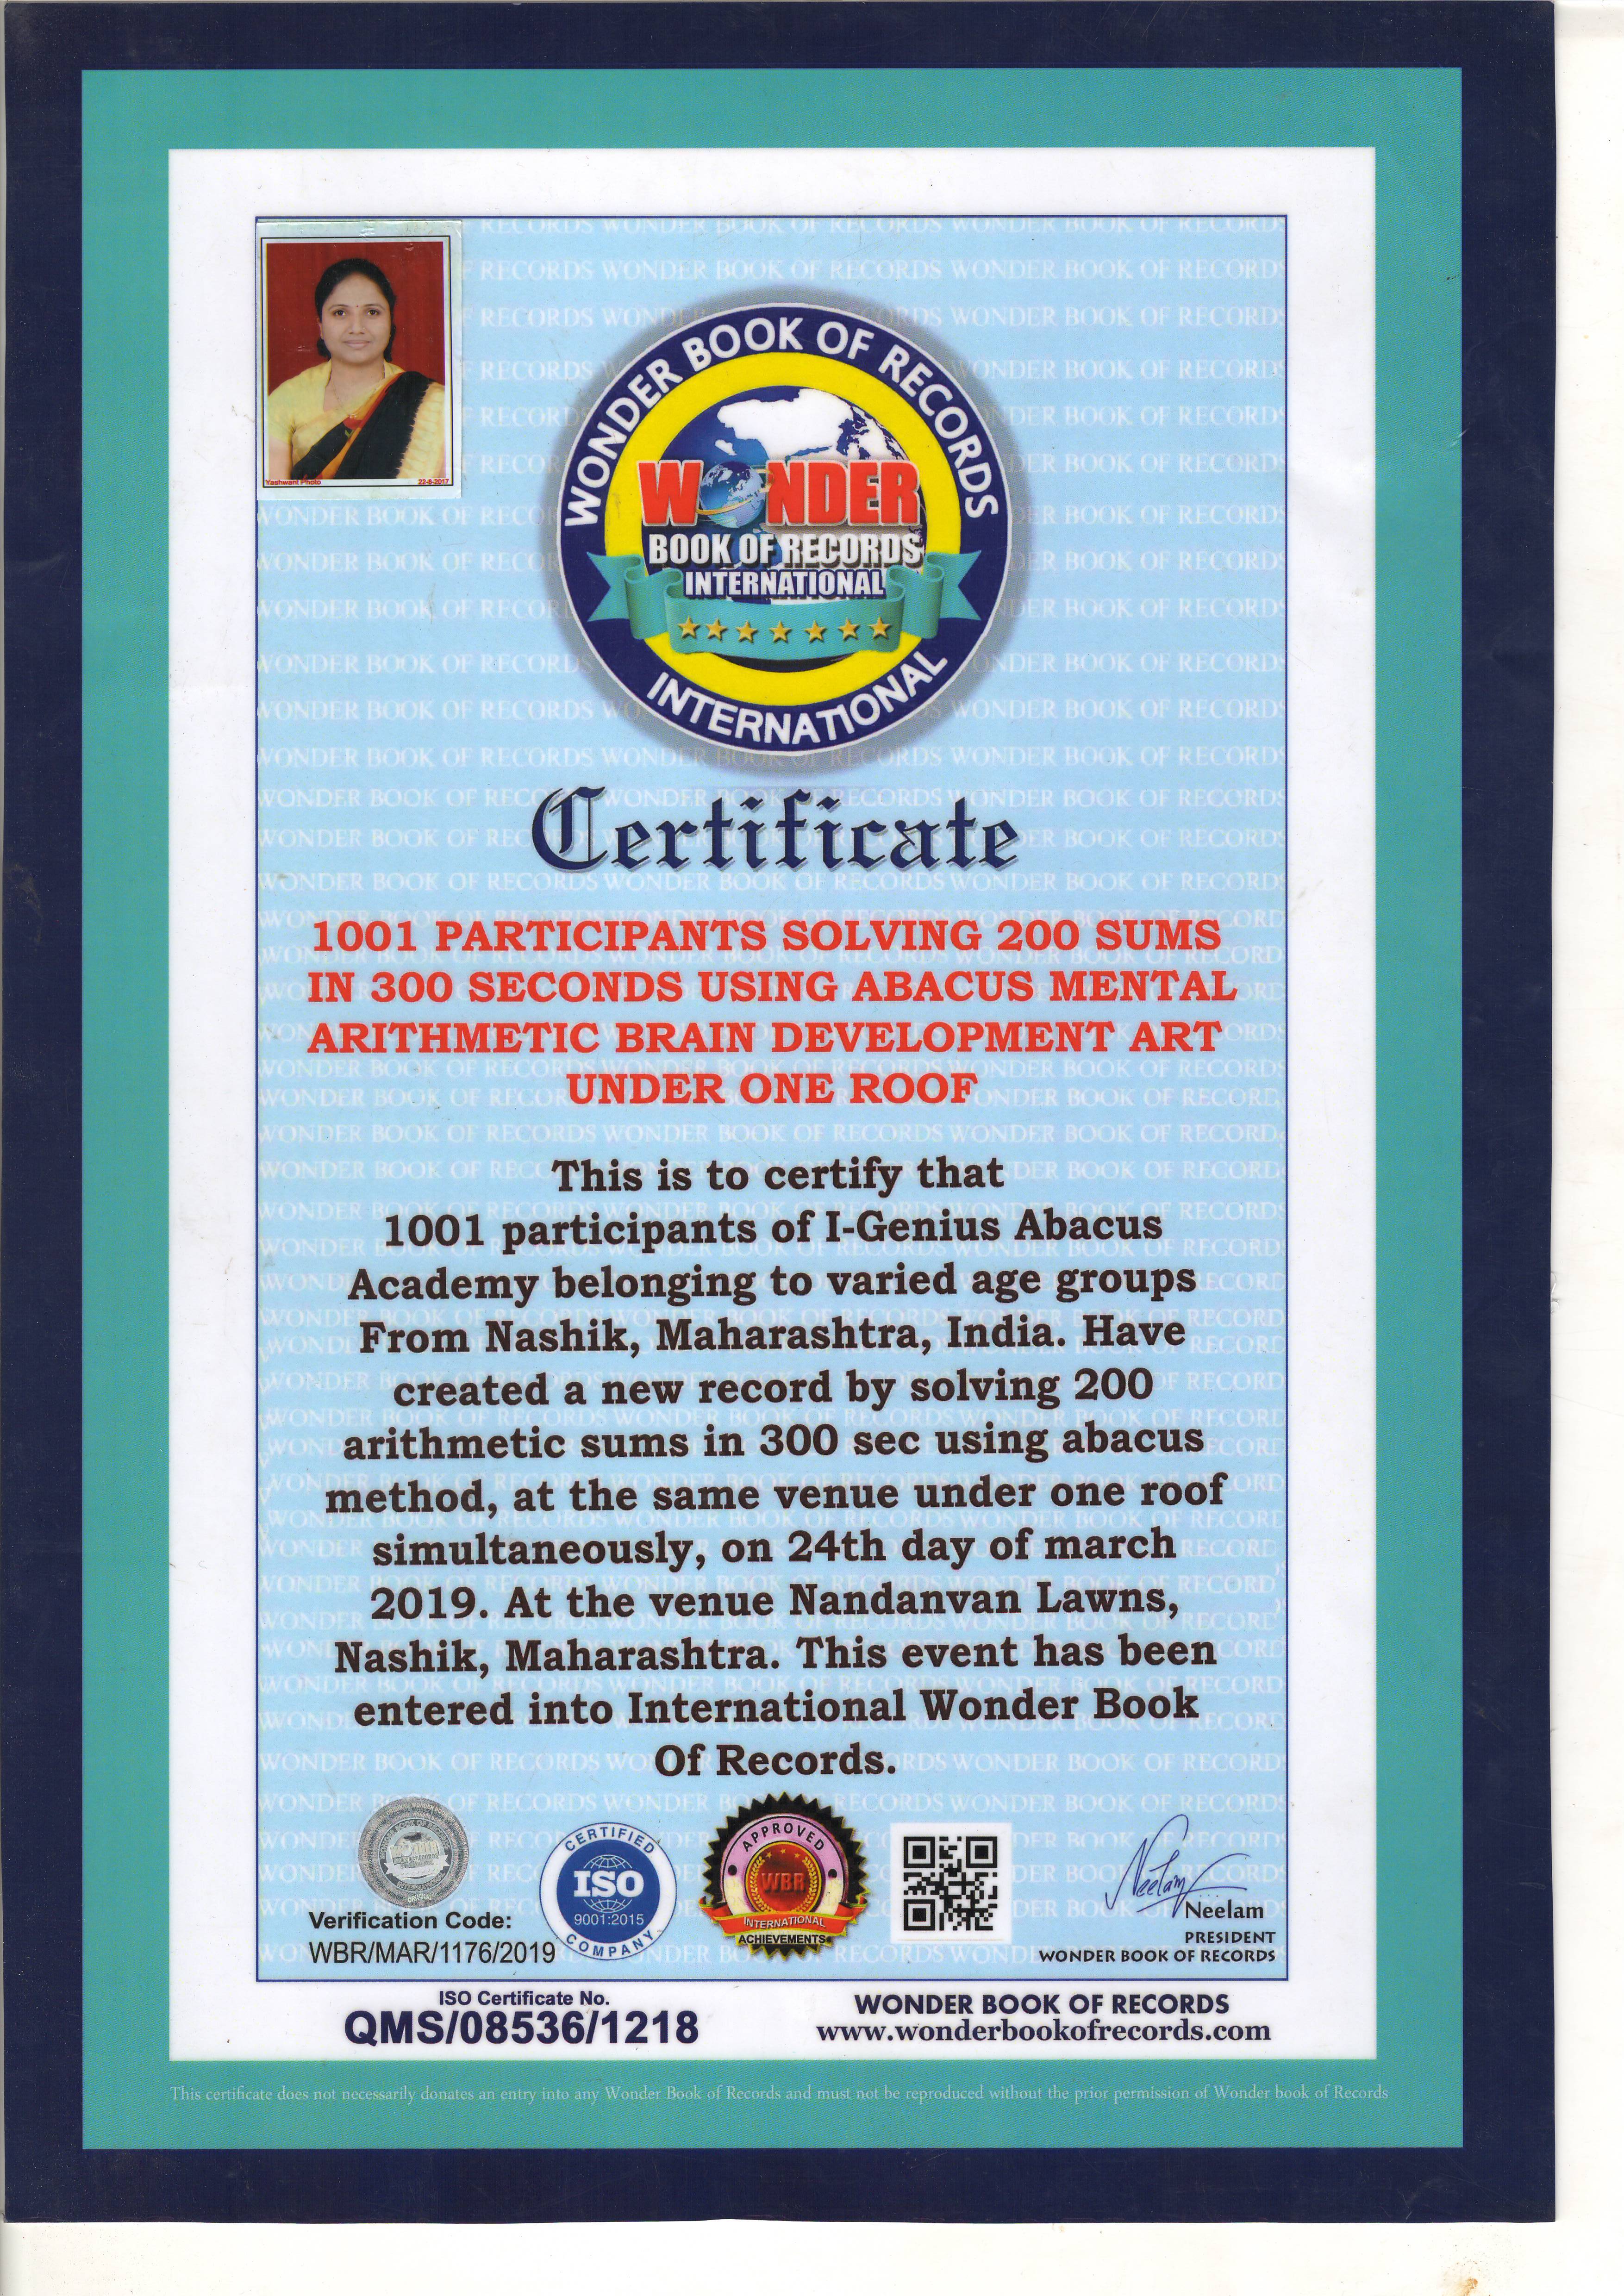 Yashwant Photo 22-6-2017
WONDER BOOK OF RECORDS
WONDER
BOOK OF RECORDS
INTERNATIONAL
INTERNATIONAL
Certificate
1001 PARTICIPANTS SOLVING 200 SUMS
IN 300 SECONDS USING ABACUS MENTAL
ARITHMETIC BRAIN DEVELOPMENT ART
UNDER ONE ROOF
This is to certify that
1001 participants of I-Genius Abacus
Academy belonging to varied age groups
From Nashik, Maharashtra, India. Have
created a new record by solving 200
arithmetic sums in 300 sec using abacus
method, at the same venue under one roof
simultaneously, on 24th day of march
2019. At the venue Nandanvan Lawns,
Nashik, Maharashtra. This event has been
entered into International Wonder Book
Of Records.
Verification Code:
WBR/MAR/1176/2019
CERTIFIED
ISO
9001:2015
COMPANY
APPROVED
WBR
INTERNATIONAL
ACHIEVEMENTS
Neelam
Neelam
PRESIDENT
WONDER BOOK OF RECORDS
ISO Certificate No.
QMS/08536/1218
WONDER BOOK OF RECORDS
www.wonderbookofrecords.com
This certificate does not necessarily donates an entry into any Wonder Book of Records and must not be reproduced without the prior permission of Wonder book of Records